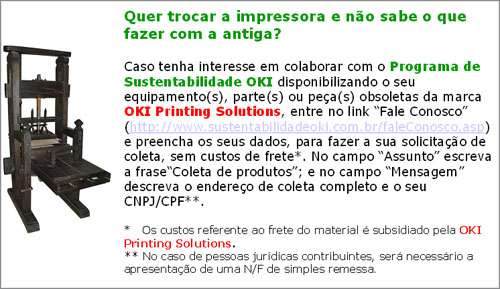 Quer trocar a impressora e não sabe o que
fazer com a antiga?
Caso tenha interesse em colaborar com o Programa de
Sustentabilidade OKI disponibilizando o seu
equipamento(s), parte(s) ou peça(s) obsoletas da marca
OKI Printing Solutions, entre no link “Fale Conosco”
(http://www.sustentabilidadeoki.com.br/faleConosco.asp)
e preencha os seus dados, para fazer a sua solicitação de
coleta, sem custos de frete*. No campo “Assunto” escreva
a frase“Coleta de produtos”; e no campo “Mensagem”
descreva o endereço de coleta completo e o seu
CNPJ/CPF**.
* Os custos referente ao frete do material é subsidiado pela OKI
Printing Solutions.
** No caso de pessoas jurídicas contribuintes, será necessário a
apresentação de uma N/F de simples remessa.